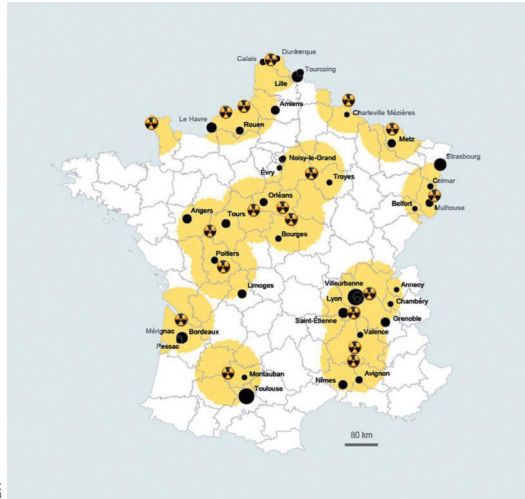 Dunkerque
Calais
Tourcoing
Lille
Amiens
Charleville Mézières
Le Havre
Rouen
Metz
Noisy-le-Grand
Strasbourg
Évry
Troyes
Colmar
Orléans
Mulhouse
Angers
Tours
Belfort
Bourges
Poitiers
Villeurbanne
Annecy
Limoges
Lyon
Chambéry
Saint-Étienne
Grenoble
Mérignac
Bordeaux
Valence
Pessac
Montauban
Avignon
Nîmes
Toulouse
80 km